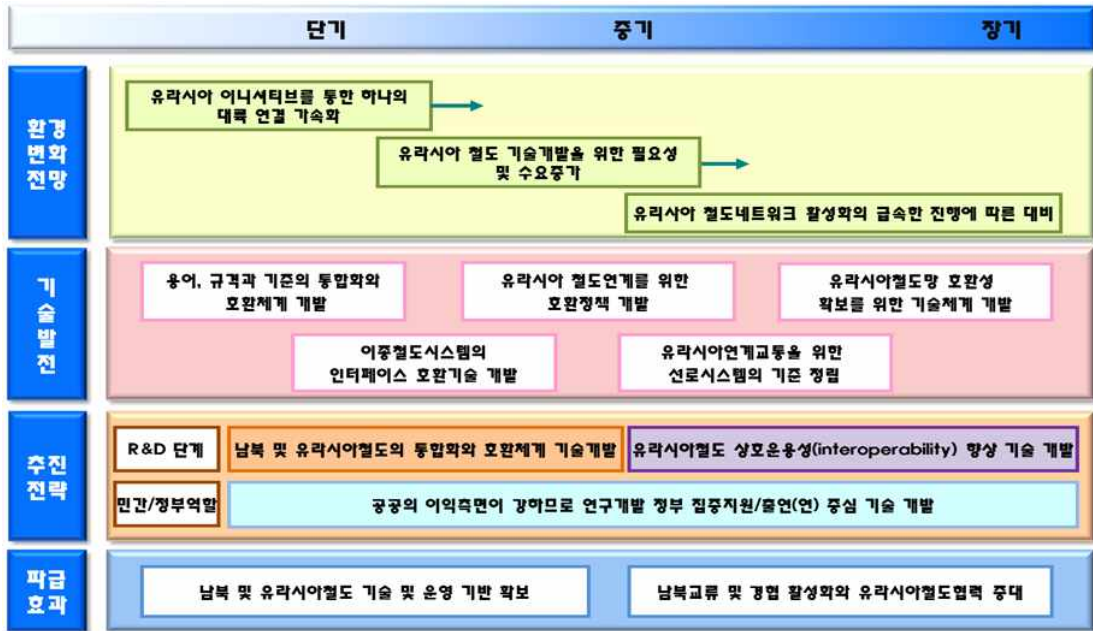 단기
중기
장기
환경
변화
전망
유라시아 이니셔티브를 통한 하나의
대륙 연결 가속화
유라시아 철도 기술개발을 위한 필요성
및 수요증가
유리사아 철도네트워크 활성화의 급속한 진행에 따른 대비
기
술
발
전
용어, 규격과 기준의 통합화와
호환체계 개발
유라시아 철도연계를 위한
호환정책 개발
유라시아철도망 호환성
확보를 위한 기술체계 개발
이종철도시스템의
인터페이스 호환기술 개발
유라시아연계교통을 위한
선로시스템의 기준 정립
추진
전략
R&D 단계
남북 및 유라시아철도의 통합화와 호환체계 기술개발
유라시아철도 상호운용성(interoperability) 향상 기술 개발
민간/정부역할
공공의 이익측면이 강하므로 연구개발 정부 집중지원/출연(연) 중심 기술 개발
파급
효과
남북 및 유라시아철도 기술 및 운영 기반 확보
남북교류 및 경협 활성화와 유라시아철도협력 증대